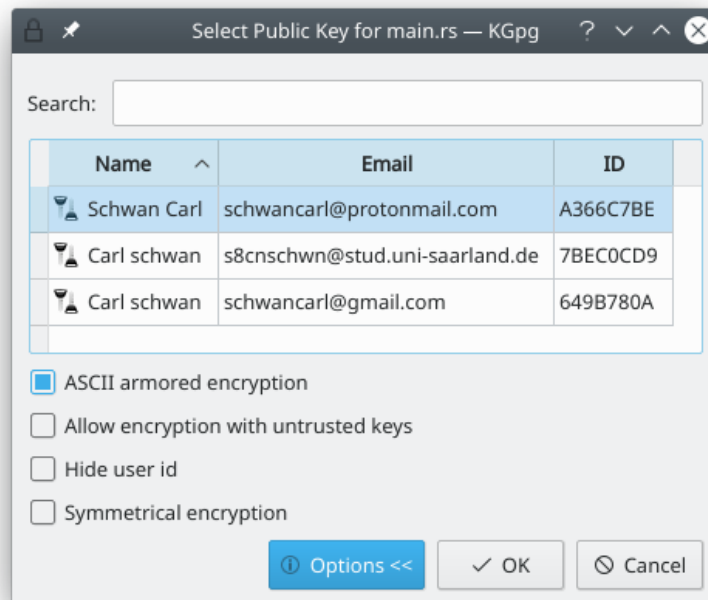 Select Public Key for main.rs — KGpg
Search:
Name Email ID
Schwan Carl schwancarl@protonmail.com A366C7BE
Carl schwan s8cnschwn@stud.uni-saarland.de 7BEC0CD9
Carl schwan schwancarl@gmail.com 649B780A
ASCII armored encryption
Allow encryption with untrusted keys
Hide user id
Symmetrical encryption
Options << OK Cancel